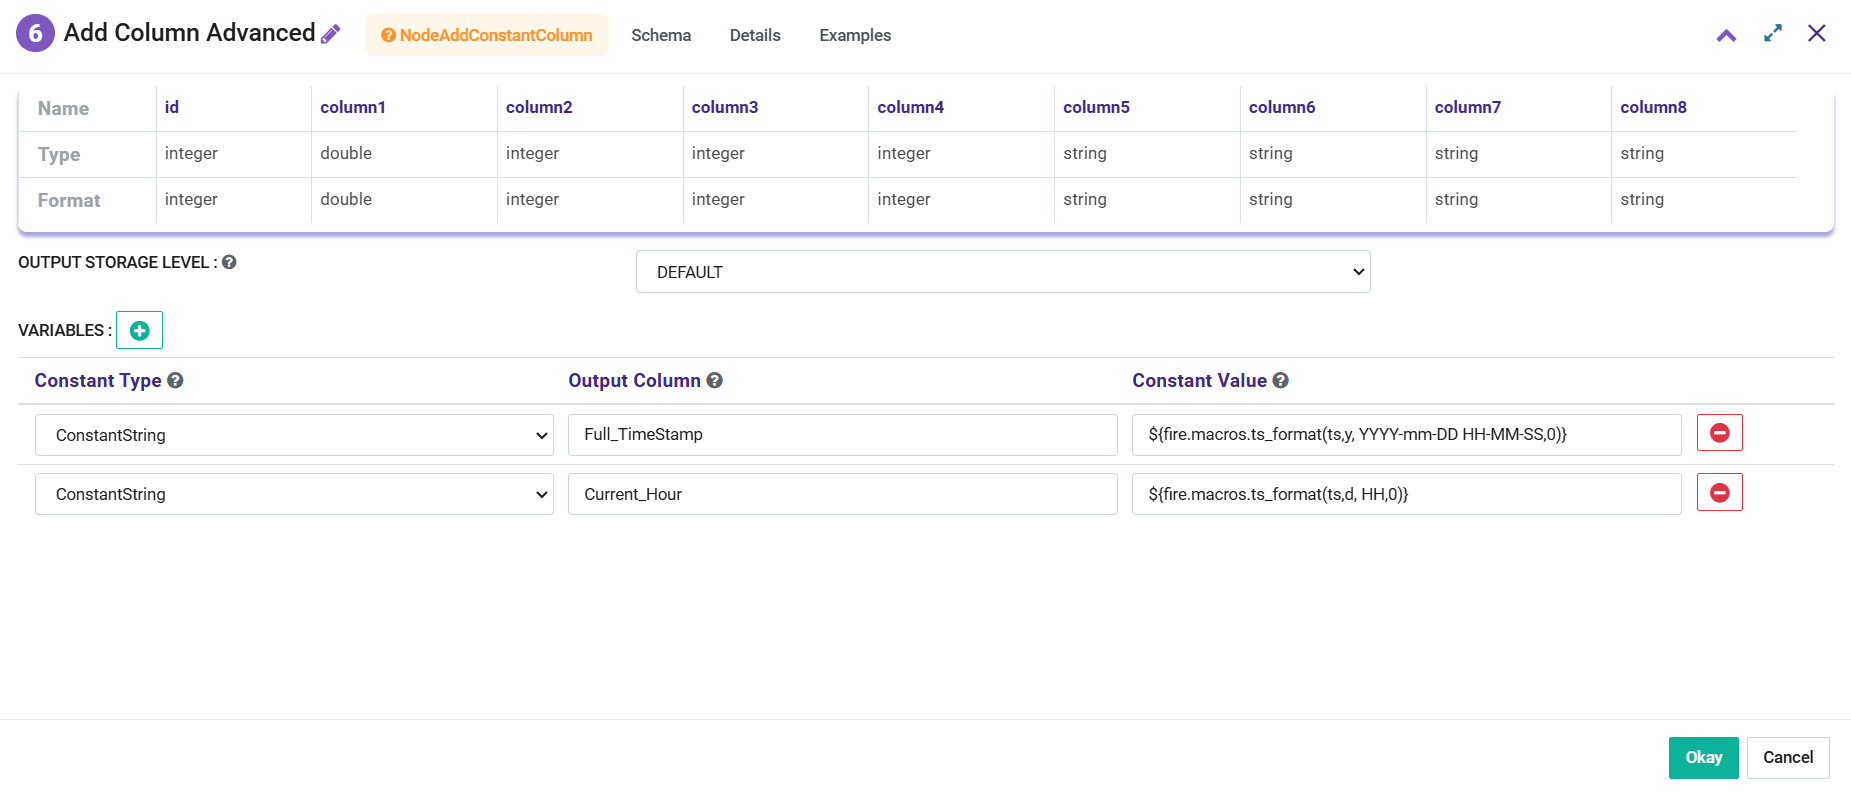 6 Add Column Advanced NodeAddConstantColumn Schema Details Examples
Name id column1 column2 column3 column4 column5 column6 column7 column8
Type integer double integer integer integer string string string string
Format integer double integer integer integer string string string string
OUTPUT STORAGE LEVEL : DEFAULT
VARIABLES :
Constant Type Output Column Constant Value
ConstantString Full_TimeStamp ${fire.macros.ts_format(ts,y, YYYY-mm-DD HH-MM-SS,0)}
ConstantString Current_Hour ${fire.macros.ts_format(ts,d, HH,0)}
Okay Cancel